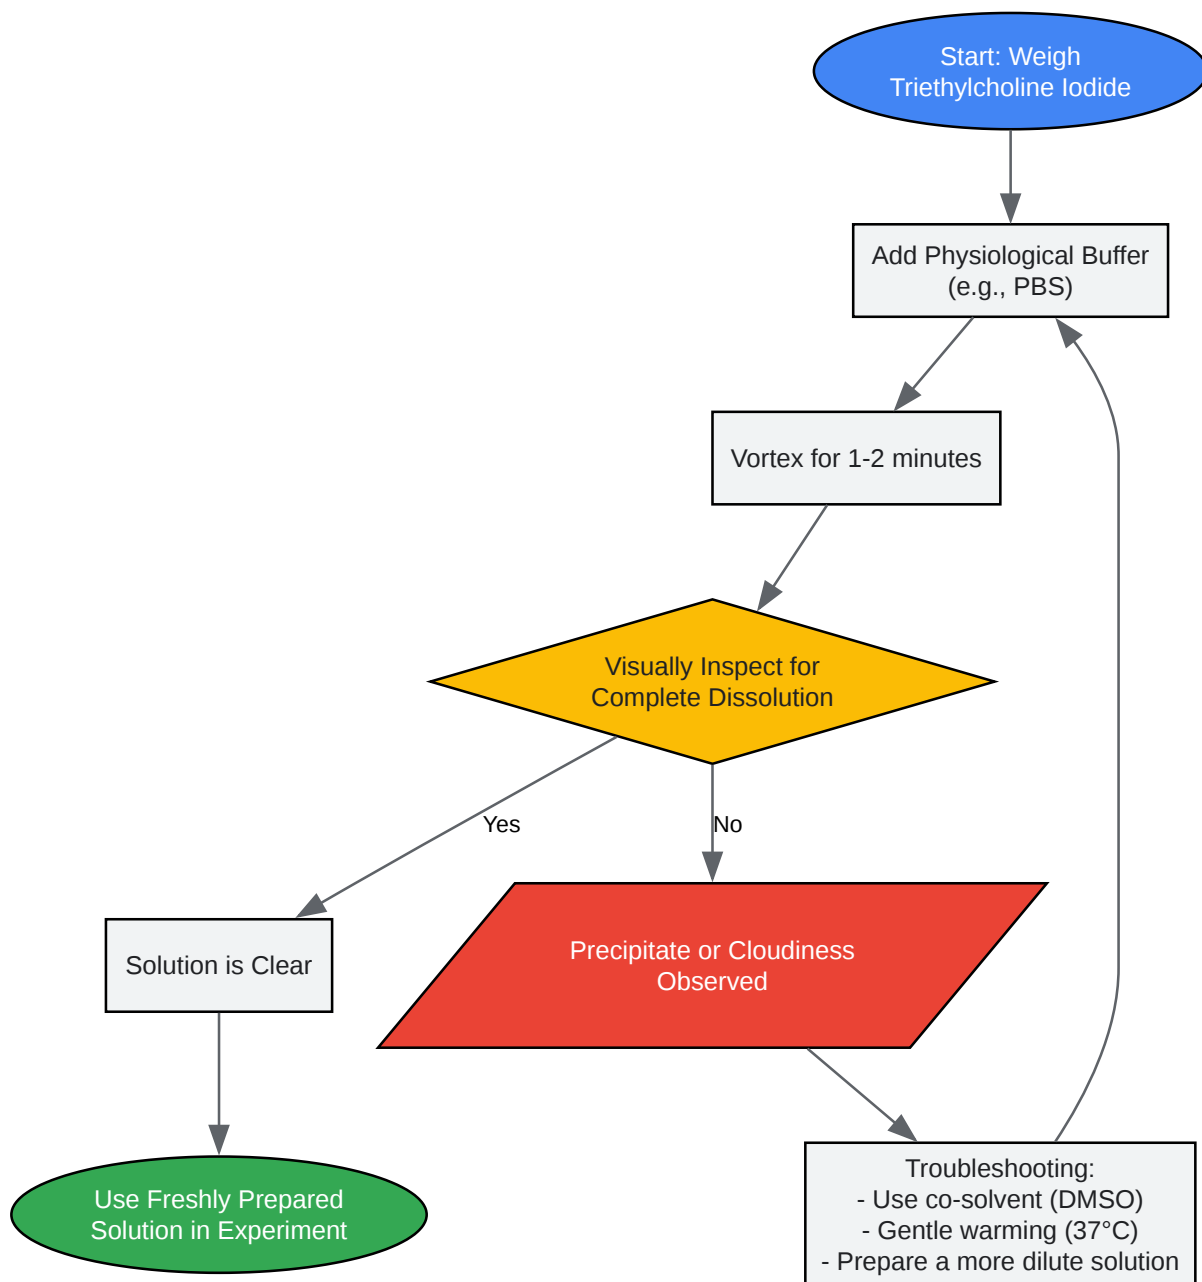 Start: Weigh
Triethylcholine Iodide
Add Physiological Buffer
(e.g., PBS)
Vortex for 1-2 minutes
Visually Inspect for
Complete Dissolution
Yes
No
Solution is Clear
Precipitate or Cloudiness
Observed
Use Freshly Prepared
Solution in Experiment
Troubleshooting:
- Use co-solvent (DMSO)
- Gentle warming (37°C)
- Prepare a more dilute solution